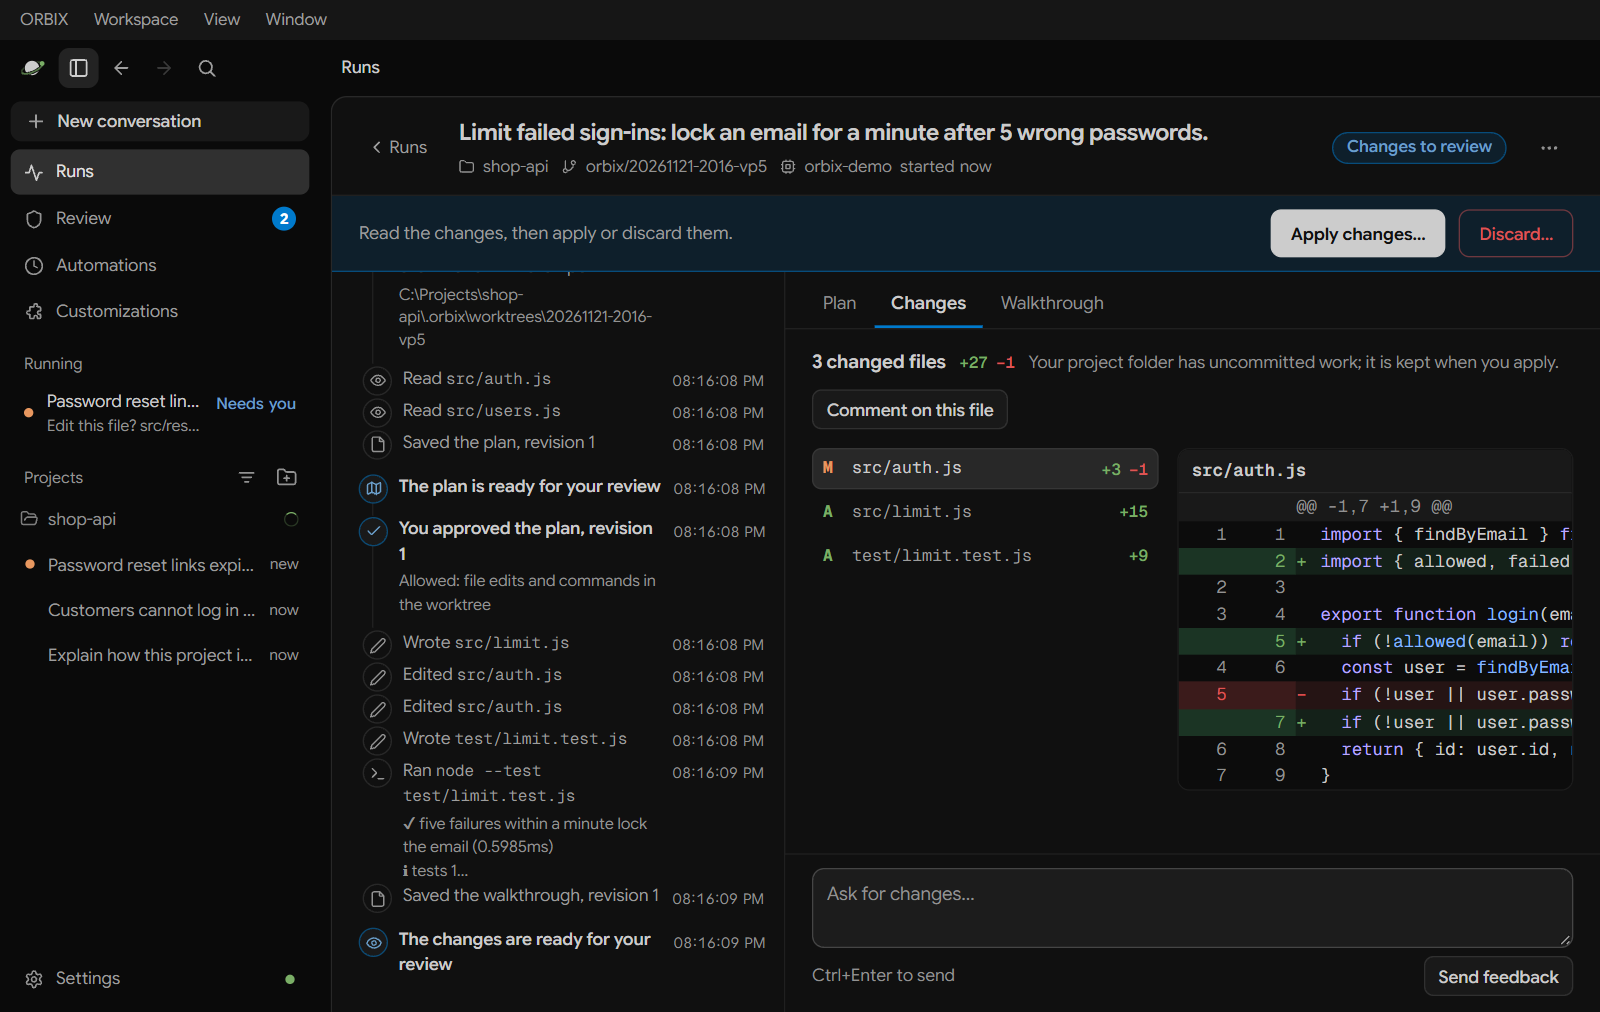 ORBIX Workspace View Window
Runs
New conversation
Runs
Review 2
Automations
Customizations
Running
Password reset lin... Needs you
Edit this file? src/res...
Projects
shop-api
Password reset links expi... new
Customers cannot log in ... now
Explain how this project i... now
Settings
Runs
Limit failed sign-ins: lock an email for a minute after 5 wrong passwords.
shop-api orbix/20261121-2016-vp5 orbix-demo started now
Changes to review
Read the changes, then apply or discard them.
Apply changes...
Discard...
C:\Projects\shop-
api\.orbix\worktrees\20261121-2016-
vp5
Read src/auth.js 08:16:08 PM
Read src/users.js 08:16:08 PM
Saved the plan, revision 1 08:16:08 PM
The plan is ready for your review 08:16:08 PM
You approved the plan, revision 08:16:08 PM
1
Allowed: file edits and commands in
the worktree
Wrote src/limit.js 08:16:08 PM
Edited src/auth.js 08:16:08 PM
Edited src/auth.js 08:16:08 PM
Wrote test/limit.test.js 08:16:08 PM
Ran node --test 08:16:09 PM
test/limit.test.js
✓ five failures within a minute lock
the email (0.5985ms)
ℹ tests 1...
Saved the walkthrough, revision 1 08:16:09 PM
The changes are ready for your 08:16:09 PM
review
Plan Changes Walkthrough
3 changed files +27 −1 Your project folder has uncommitted work; it is kept when you apply.
Comment on this file
M src/auth.js +3 −1
A src/limit.js +15
A test/limit.test.js +9
src/auth.js
@@ -1,7 +1,9 @@
1 1 import { findByEmail }
2 + import { allowed, failed
2 3
3 4 export function login(
5 + if (!allowed(email))
4 6 const user =
5 − if (!user ||
7 + if (!user ||
6 8 return { id: user.id,
7 9 }
Ask for changes...
Ctrl+Enter to send
Send feedback